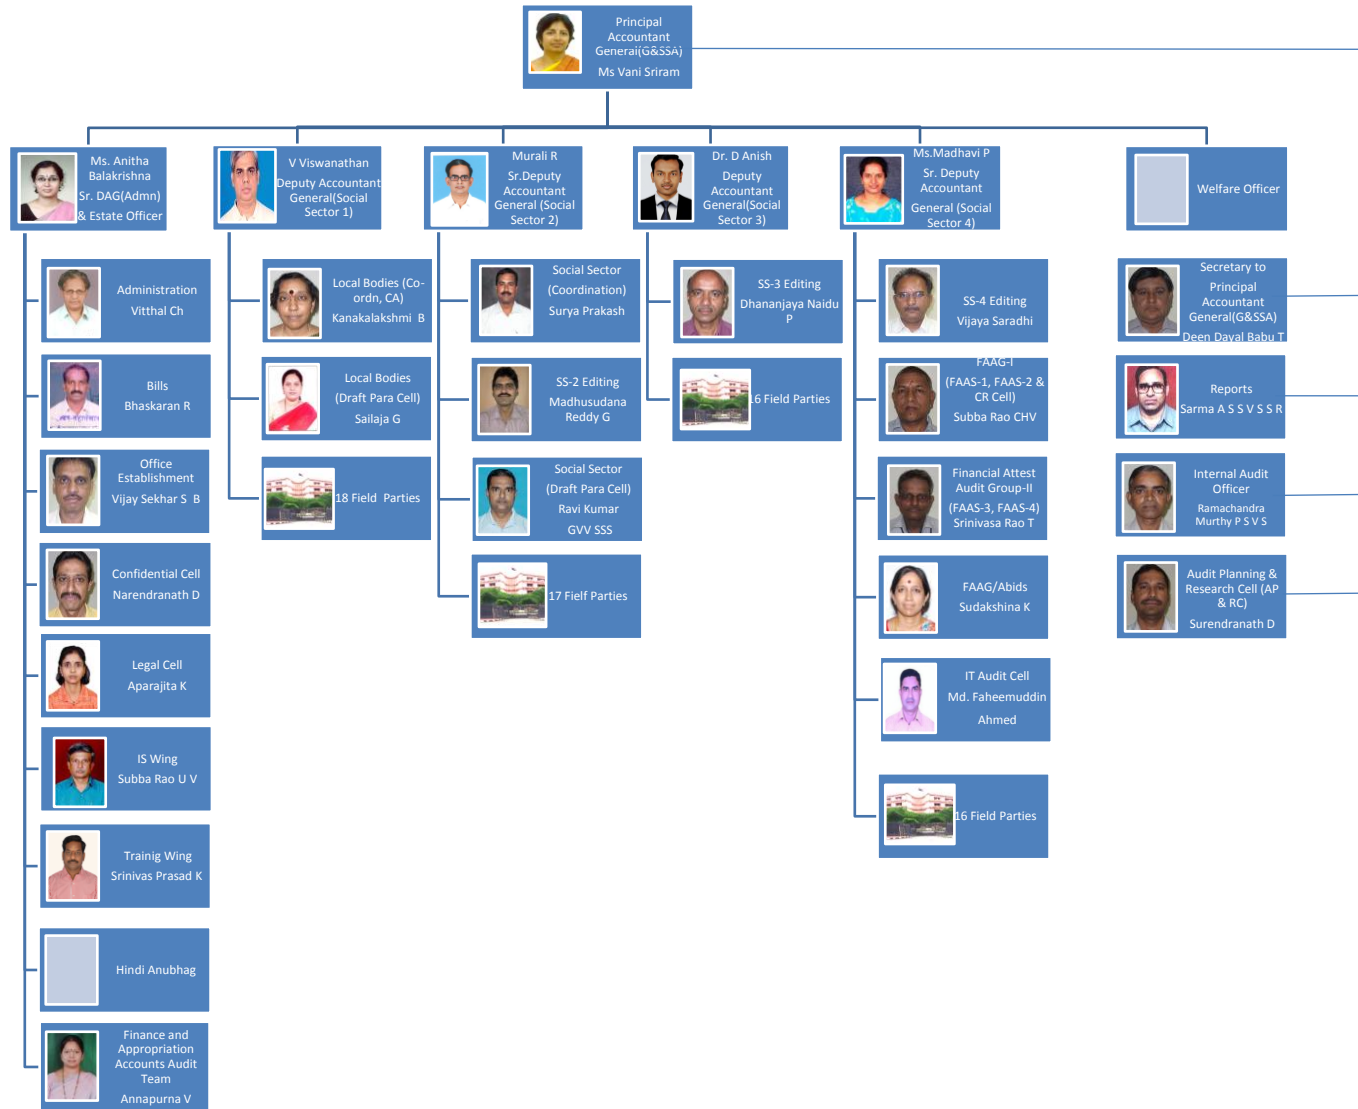 Principal
Accountant
General(G&SSA)
Ms Vani Sriram
Ms. Anitha
Balakrishna
Sr. DAG(Admn)
& Estate Officer
V Viswanathan
Deputy Accountant
General(Social
Sector 1)
Murali R
Sr.Deputy
Accountant
General (Social
Sector 2)
Dr. D Anish
Deputy
Accountant
General(Social
Sector 3)
Ms.Madhavi P
Sr. Deputy
Accountant
General (Social
Sector 4)
Welfare Officer
Administration
Vitthal Ch
Bills
Bhaskaran R
Office
Establishment
Vijay Sekhar S  B
Confidential Cell
Narendranath D
Legal Cell
Aparajita K
IS Wing
Subba Rao U V
Trainig Wing
Srinivas Prasad K
Hindi Anubhag
Finance and
Appropriation
Accounts Audit
Team
Annapurna V
Local Bodies (Co-
ordn, CA)
Kanakalakshmi  B
Local Bodies
(Draft Para Cell)
Sailaja G
18 Field  Parties
Social Sector
(Coordination)
Surya Prakash
SS-2 Editing
Madhusudana
Reddy G
Social Sector
(Draft Para Cell)
Ravi Kumar
GVV SSS
17 Fielf Parties
SS-3 Editing
Dhananjaya Naidu
P
16 Field Parties
SS-4 Editing
Vijaya Saradhi
FAAG-I
(FAAS-1, FAAS-2 &
CR Cell)
Subba Rao CHV
Financial Attest
Audit Group-II
(FAAS-3, FAAS-4)
Srinivasa Rao T
FAAG/Abids
Sudakshina K
IT Audit Cell
Md. Faheemuddin
Ahmed
16 Field Parties
Secretary to
Principal
Accountant
General(G&SSA)
Deen Dayal Babu T
Reports
Sarma A S S V S S R
Internal Audit
Officer
Ramachandra
Murthy P S V S
Audit Planning &
Research Cell (AP
& RC)
Surendranath D